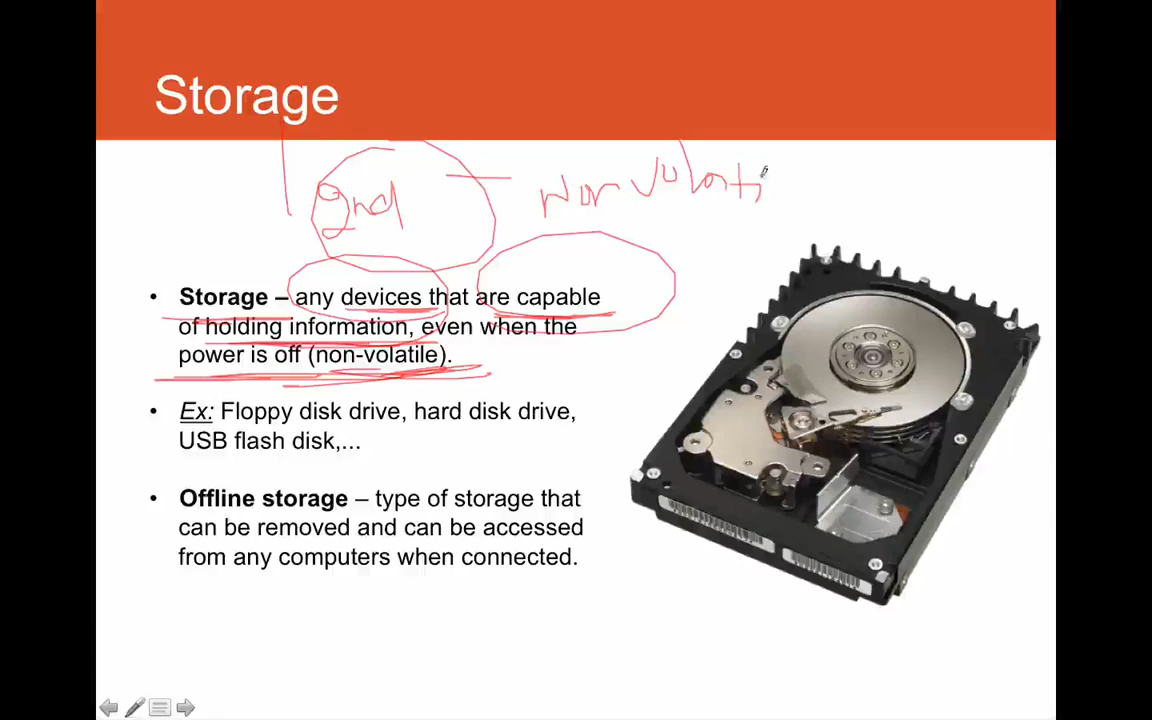 Storage
2nd
Non Volati
• Storage – any devices that are capable
of holding information, even when the
power is off (non-volatile).
• Ex: Floppy disk drive, hard disk drive,
USB flash disk,...
• Offline storage – type of storage that
can be removed and can be accessed
from any computers when connected.